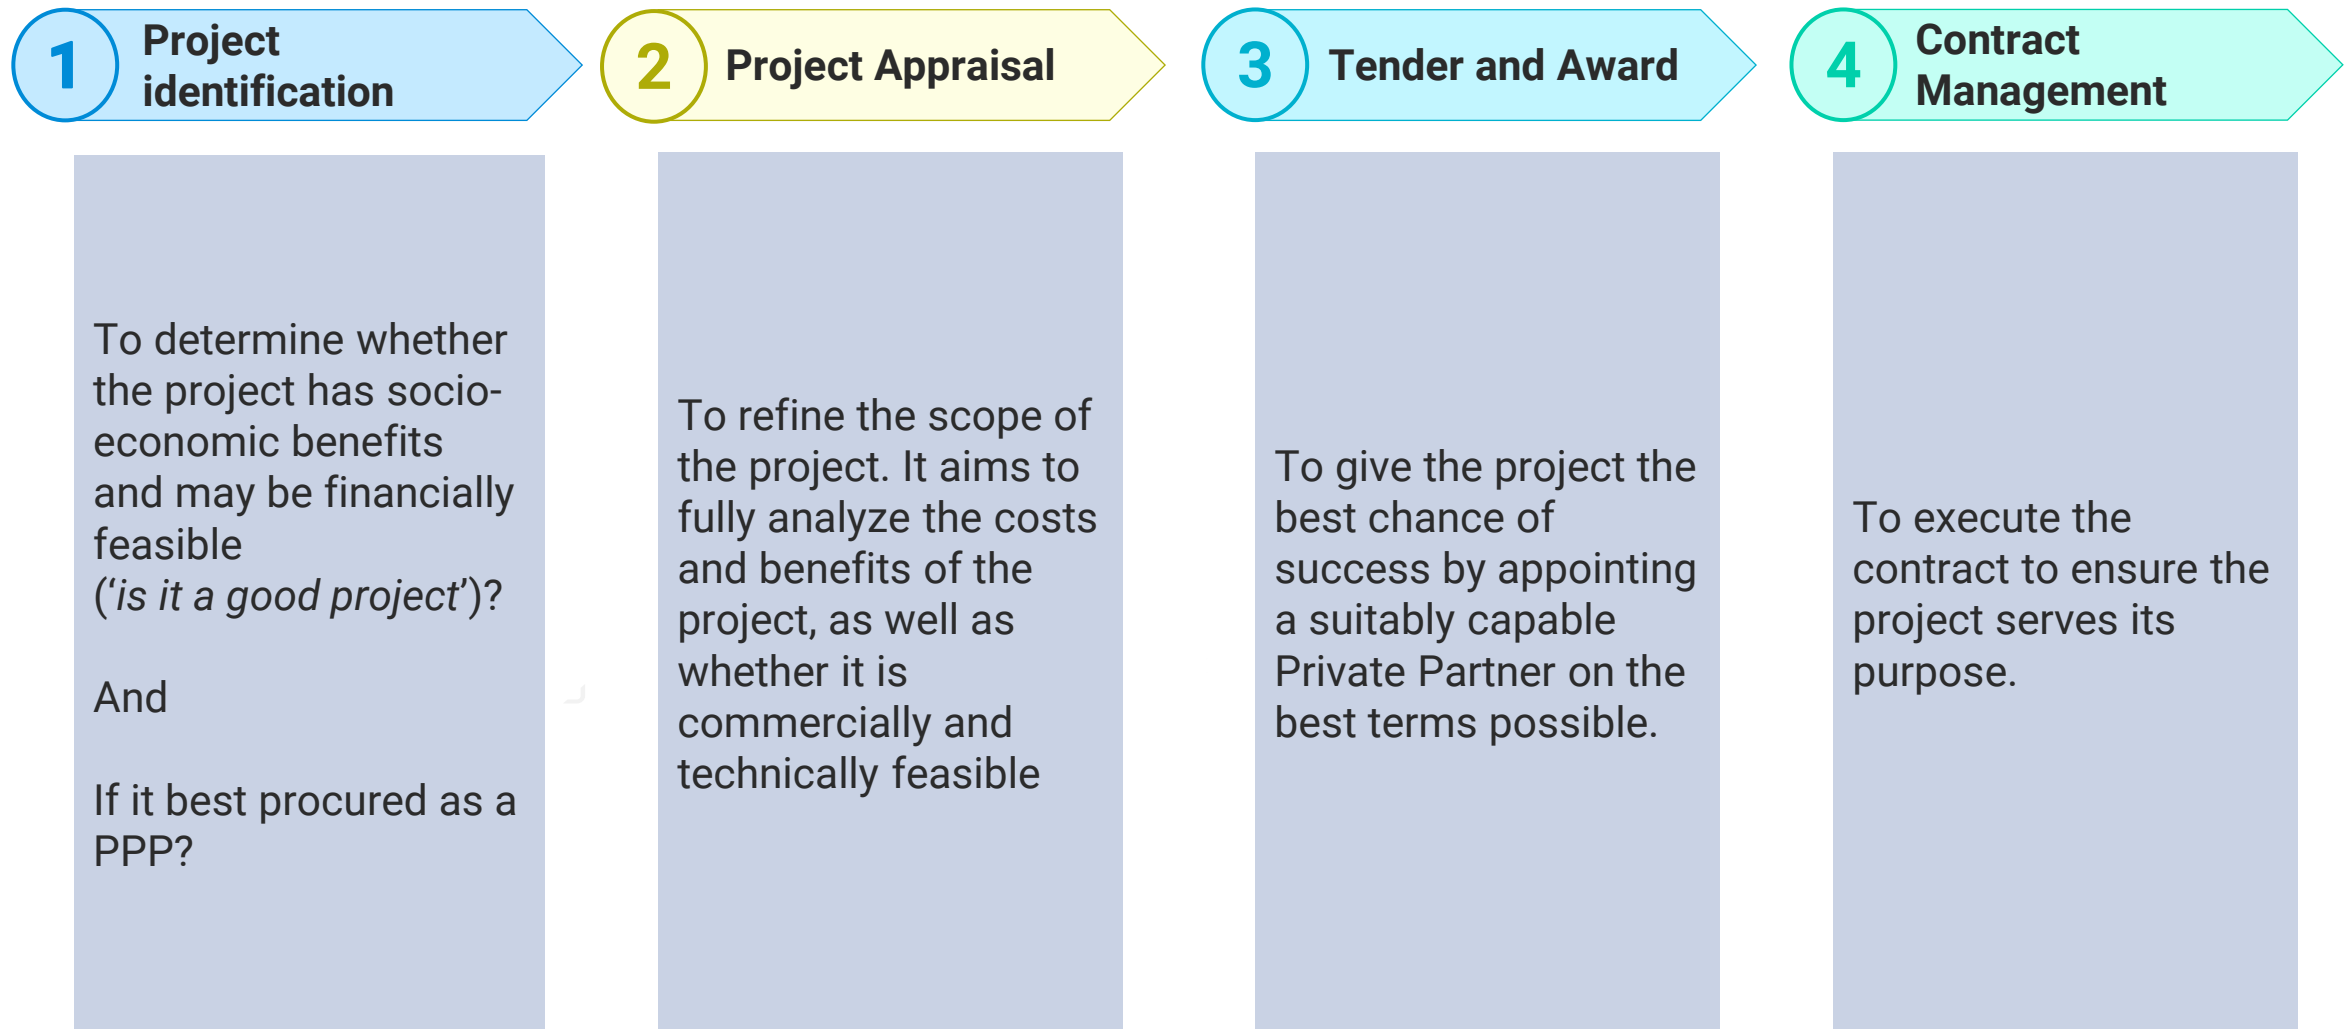 1
Project
identification
2
Project Appraisal
3
Tender and Award
4
Contract
Management
To determine whether
the project has socio-
economic benefits
and may be financially
feasible
(‘is it a good project’)?
And
If it best procured as a
PPP?
To refine the scope of
the project. It aims to
fully analyze the costs
and benefits of the
project, as well as
whether it is
commercially and
technically feasible
To give the project the
best chance of
success by appointing
a suitably capable
Private Partner on the
best terms possible.
To execute the
contract to ensure the
project serves its
purpose.